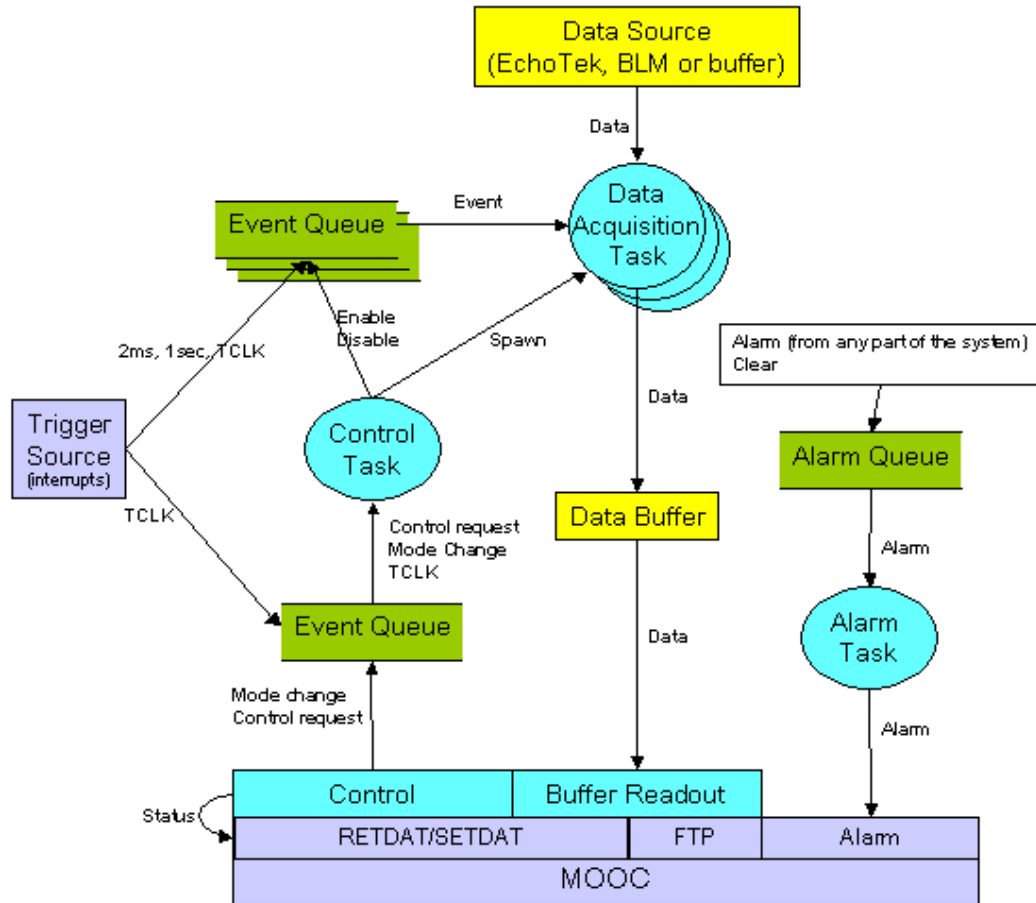 Data Source
(EchoTek, BLM or buffer)
Data
Event Queue
Event
Data
Acquisition
Task
Enable
Disable
2ms, 1sec, TCLK
Spawn
Alarm (from any part of the system)
Clear
Data
Trigger
Source
(interrupts)
Control
Task
Alarm Queue
TCLK
Control request
Mode Change
TCLK
Data Buffer
Alarm
Event Queue
Data
Alarm
Task
Mode change
Control request
Alarm
Control
Buffer Readout
Status
RETDAT/SETDAT
FTP
Alarm
MOOC